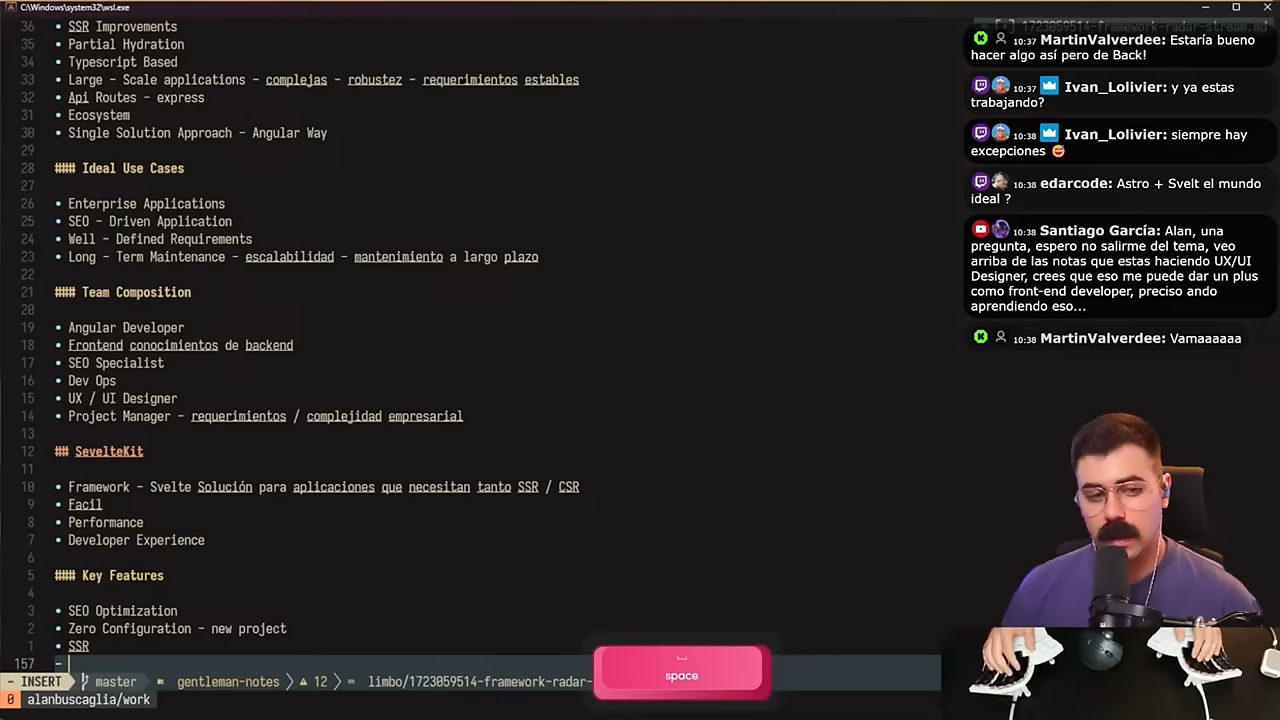 C:\Windows\system32\wsl.exe
36 • SSR Improvements
35 • Partial Hydration
34 • Typescript Based
33 • Large - Scale applications - complejas - robustez - requerimientos estables
32 • Api Routes - express
31 • Ecosystem
30 • Single Solution Approach - Angular Way
29
28 ### Ideal Use Cases
27
26 • Enterprise Applications
25 • SEO - Driven Application
24 • Well - Defined Requirements
23 • Long - Term Maintenance - escalabilidad - mantenimiento a largo plazo
22
21 ### Team Composition
20
19 • Angular Developer
18 • Frontend conocimientos de backend
17 • SEO Specialist
16 • Dev Ops
15 • UX / UI Designer
14 • Project Manager - requerimientos / complejidad empresarial
13
12 ## SevelteKit
11
10 • Framework - Svelte Solución para aplicaciones que necesitan tanto SSR / CSR
9 • Facil
8 • Performance
7 • Developer Experience
6
5 ### Key Features
4
3 • SEO Optimization
2 • Zero Configuration - new project
1 • SSR
157 -
- INSERT master gentleman-notes 12 limbo/1723059514-framework-radar-
0 alanbuscaglia/work
space
1723059514-framework-radar-stream.md
10:37 MartinValverdee: Estaría bueno
hacer algo así pero de Back!
10:37 Ivan_Lolivier: y ya estas
trabajando?
10:38 Ivan_Lolivier: siempre hay
excepciones 😅
10:38 edarcode: Astro + Svelt el mundo
ideal ?
10:38 Santiago García: Alan, una
pregunta, espero no salirme del tema, veo
arriba de las notas que estas haciendo UX/UI
Designer, crees que eso me puede dar un plus
como front-end developer, preciso ando
aprendiendo eso...
10:38 MartinValverdee: Vamaaaaaa